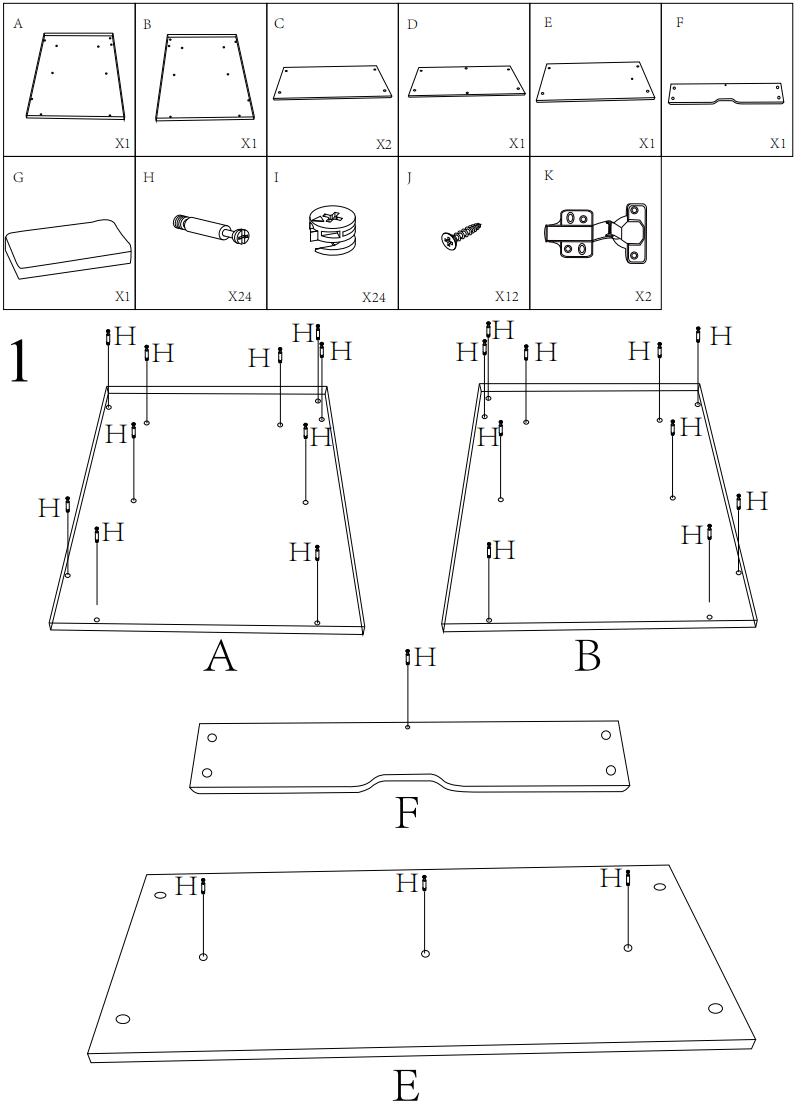 A B C D E F
X1 X1 X2 X1 X1 X1
G H I J K
X1 X24 X24 X12 X2
1
H H H H H
H H H H H
H H H H
H H H H
H H H H
A B
H
F
H H H
E